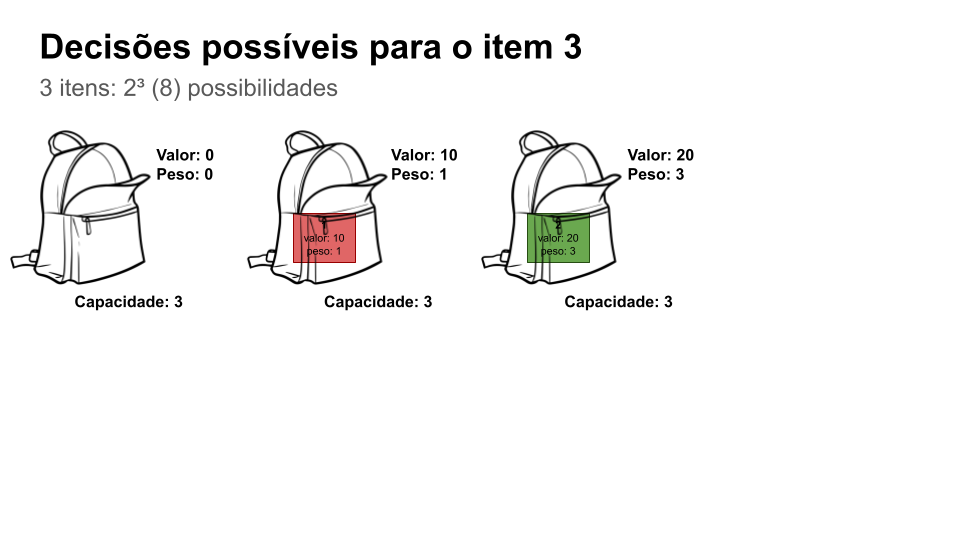 Decisões possíveis para o item 3
3 itens: 2³ (8) possibilidades
Valor: 0
Peso: 0
Capacidade: 3
Valor: 10
Peso: 1
valor: 10
peso: 1
Capacidade: 3
Valor: 20
Peso: 3
2
valor: 20
peso: 3
Capacidade: 3